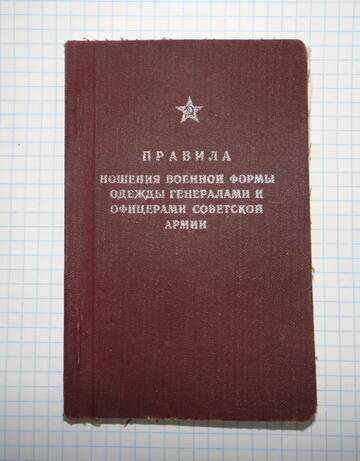 ПРАВИЛА
НОШЕНИЯ ВОЕННОЙ ФОРМЫ
ОДЕЖДЫ ГЕНЕРАЛАМИ И
ОФИЦЕРАМИ СОВЕТСКОЙ
АРМИИ